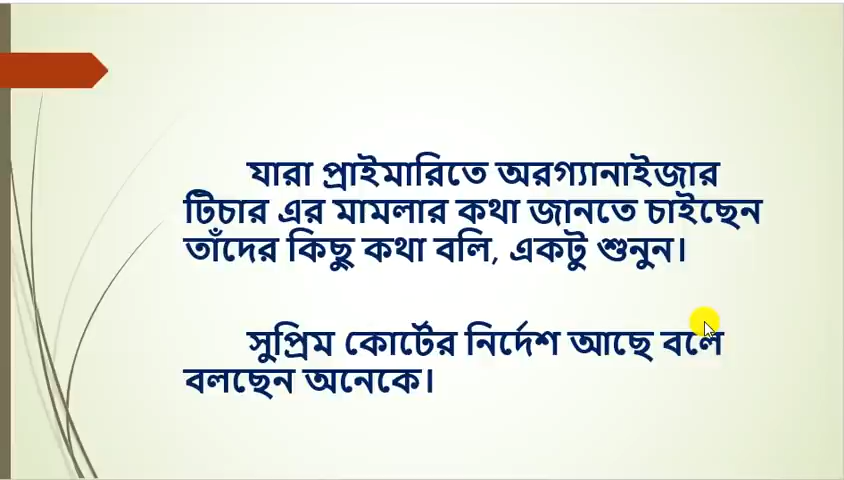 যারা প্রাইমারিতে অরগ্যানাইজার
টিচার এর মামলার কথা জানতে চাইছেন
তাঁদের কিছু কথা বলি, একটু শুনুন।
সুপ্রিম কোর্টের নির্দেশ আছে বলে
বলছেন অনেকে।